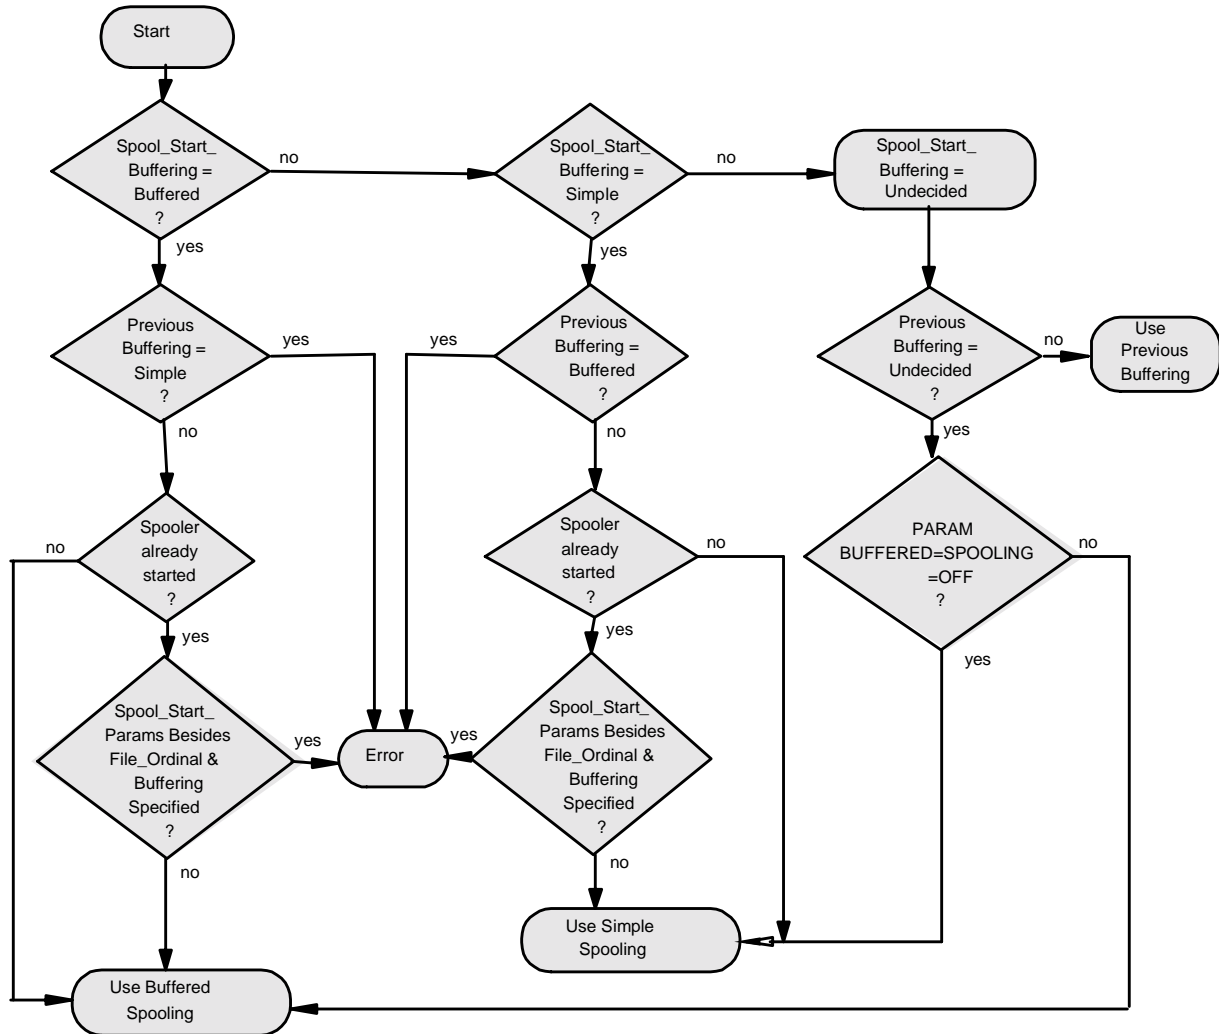 Start
Spool_Start_
Buffering =
Buffered
?
no
yes
Spool_Start_
Buffering =
Simple
?
no
yes
Spool_Start_
Buffering =
Undecided
Previous
Buffering =
Simple
?
yes
no
Previous
Buffering =
Buffered
?
yes
no
Previous
Buffering =
Undecided
?
no
yes
Use
Previous
Buffering
Spooler
already
started
?
no
yes
Spooler
already
started
?
no
yes
PARAM
BUFFERED=SPOOLING
=OFF
?
no
yes
Spool_Start_
Params Besides
File_Ordinal &
Buffering
Specified
?
yes
no
Error
Spool_Start_
Params Besides
File_Ordinal &
Buffering
Specified
?
yes
no
Use Simple
Spooling
Use Buffered
Spooling